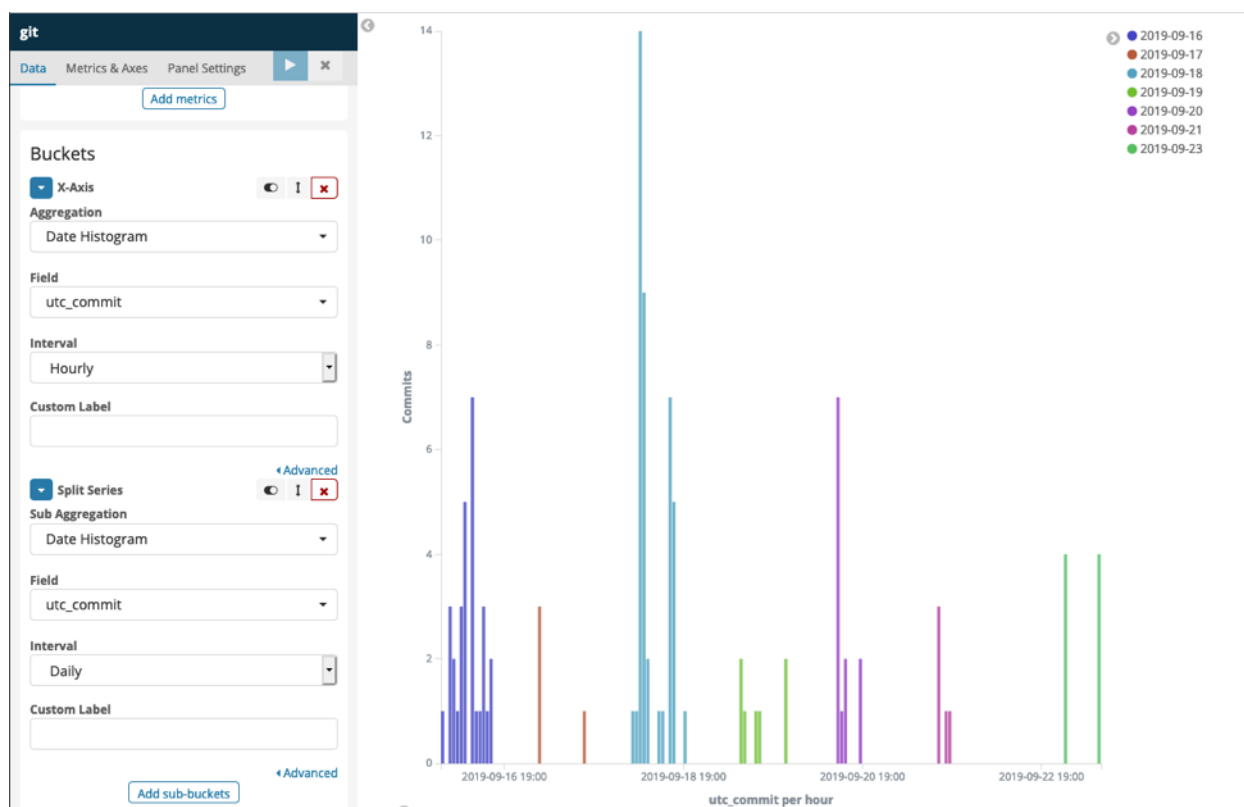 git
Data Metrics & Axes Panel Settings
Add metrics
Buckets
X-Axis
Aggregation
Date Histogram
Field
utc_commit
Interval
Hourly
Custom Label
Advanced
Split Series
Sub Aggregation
Date Histogram
Field
utc_commit
Interval
Daily
Custom Label
Advanced
Add sub-buckets
14
12
10
8
6
4
2
0
Commits
2019-09-16 19:00 2019-09-18 19:00 2019-09-20 19:00 2019-09-22 19:00
utc_commit per hour
2019-09-16
2019-09-17
2019-09-18
2019-09-19
2019-09-20
2019-09-21
2019-09-23